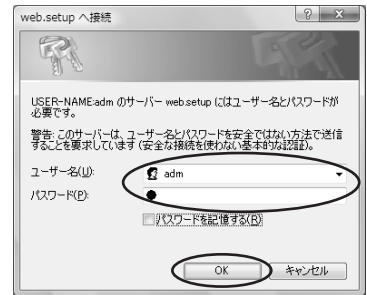 web.setup へ接続
USER-NAME:adm のサーバー web.setup にはユーザー名とパスワードが
必要です。
警告: このサーバーは、ユーザー名とパスワードを安全ではない方法で送信
することを要求しています (安全な接続を使わない基本的な認証)。
ユーザー名(U):
adm
パスワード(P):
●
パスワードを記憶する(R)
OK
キャンセル